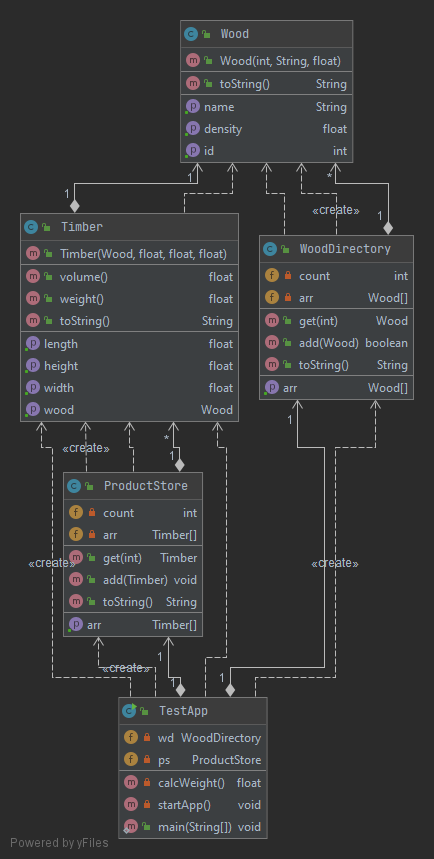 Wood
Wood(int, String, float)
toString() String
name String
density float
id int
1
*
1
1
«create»
Timber
Timber(Wood, float, float, float)
volume() float
weight() float
toString() String
length float
height float
width float
wood Wood
WoodDirectory
count int
arr Wood[]
get(int) Wood
add(Wood) boolean
toString() String
arr Wood[]
*
1
1
«create»
ProductStore
count int
arr Timber[]
get(int) Timber
add(Timber) void
toString() String
arr Timber[]
«create»
«create»
1
«create»
1
1
TestApp
wd WoodDirectory
ps ProductStore
calcWeight() float
startApp() void
main(String[]) void
Powered by yFiles